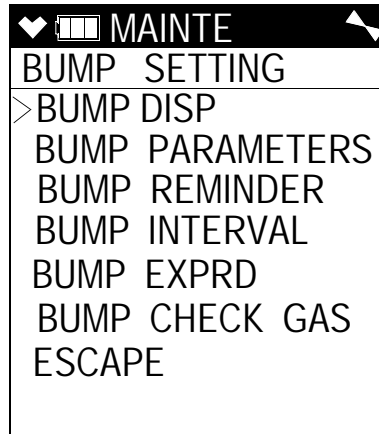 MAINTE
BUMP SETTING
>BUMP DISP
BUMP PARAMETERS
BUMP REMINDER
BUMP INTERVAL
BUMP EXPRD
BUMP CHECK GAS
ESCAPE